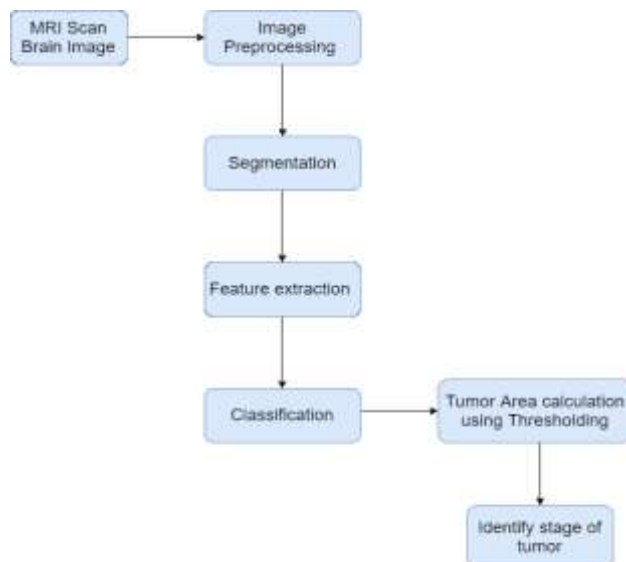 MRI Scan
Brain Image
Image
Preprocessing
Segmentation
Feature extraction
Classification
Tumor Area calculation
using Thresholding
Identify stage of
tumor